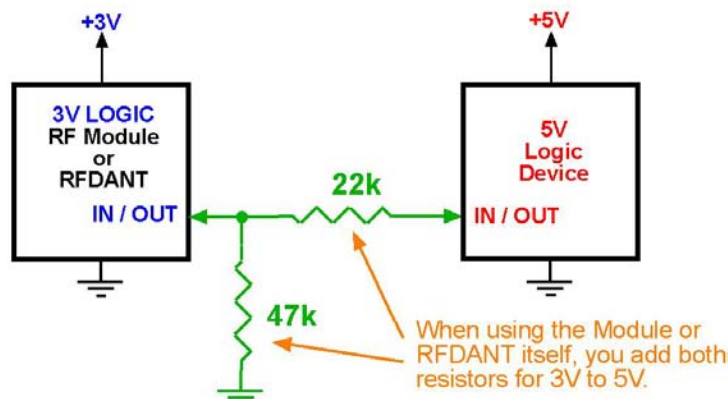 +3V
+5V
3V LOGIC
RF Module
or
RFDANT
IN / OUT
22k
5V
Logic
Device
IN / OUT
47k
When using the Module or
RFDANT itself, you add both
resistors for 3V to 5V.